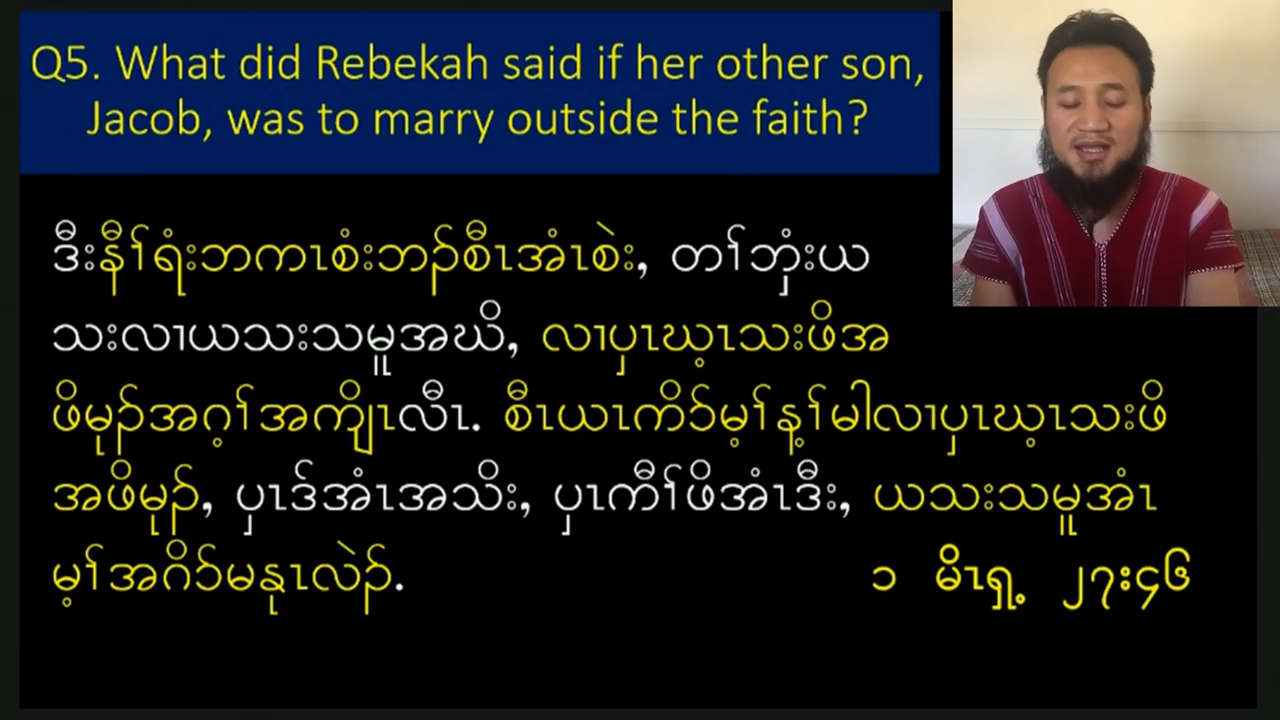 Q5. What did Rebekah said if her other son,
Jacob, was to marry outside the faith?
ဒီးနီၢ်ရံးဘကၤစံးဘၣ်စီၤအံၤစဲး, တၢ်ဘုံးယ
သးလၢယသးသမူအဃိ, လၢပှၤဃ့ၤသးဖိအ
ဖိမုၣ်အဂ့ၢ်အကျိၤလီၤ. စီၤယၤကိာ်မ့ၢ်န့ၢ်မါလၢပှၤဃ့ၤသးဖိ
အဖိမုၣ်, ပှၤဒ်အံၤအသိး, ပှၤကီၢ်ဖိအံၤဒီး, ယသးသမူအံၤ
မ့ၢ်အဂိာ်မနုၤလဲၣ်.
၁ မိၤရှ့ ၂၇း၄၆